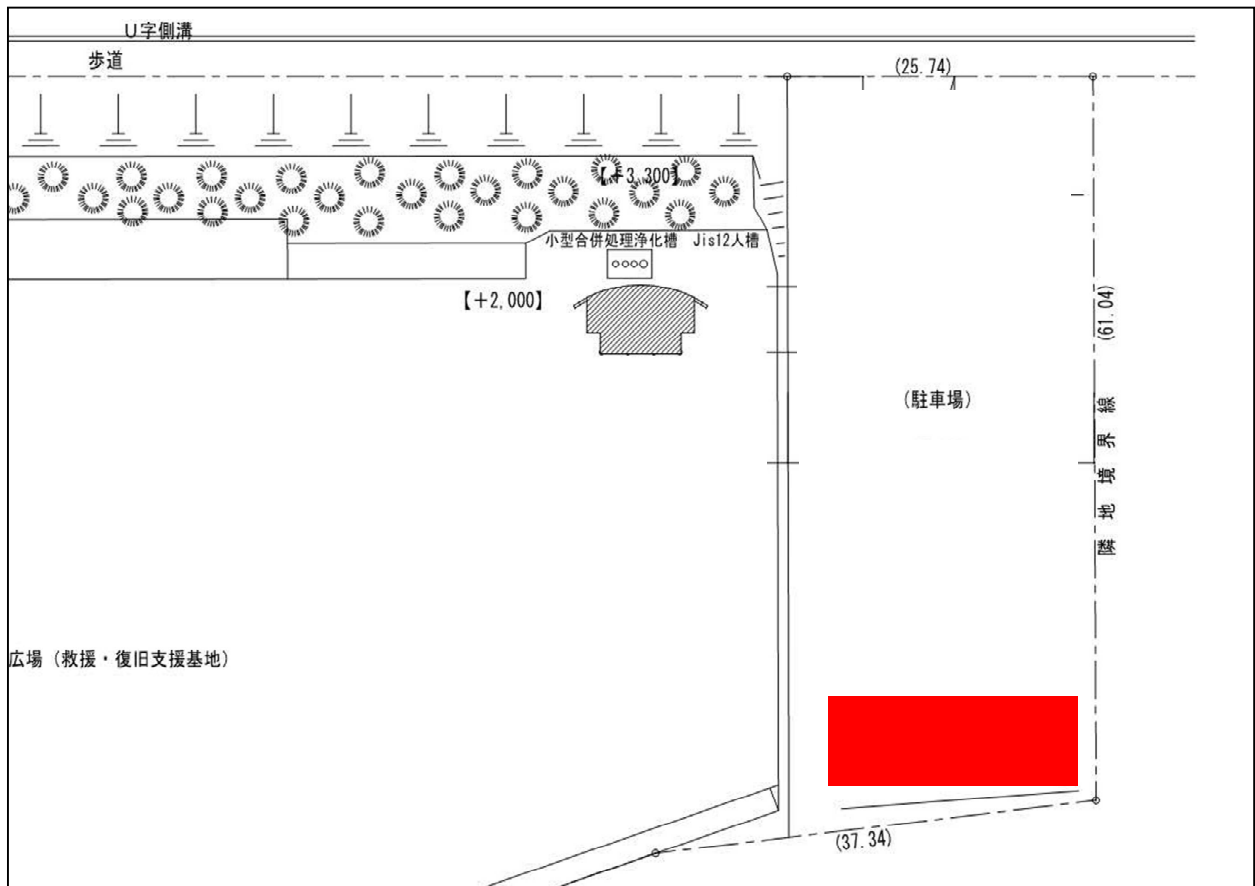 U字側溝
歩道
(25.74)
【+3,300】
小型合併処理浄化槽 Jis12人槽
【+2,000】
(61.04)
(駐車場)
隣地境界線
広場(救援・復旧支援基地)
(37.34)